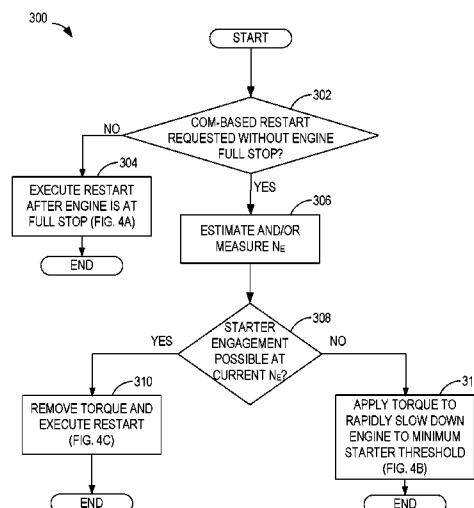 300
START
302
COM-BASED RESTART
REQUESTED WITHOUT ENGINE
FULL STOP?
NO
304
EXECUTE RESTART
AFTER ENGINE IS AT
FULL STOP (FIG. 4A)
END
YES
306
ESTIMATE AND/OR
MEASURE NE
308
STARTER
ENGAGEMENT
POSSIBLE AT
CURRENT NE?
YES
NO
310
REMOVE TORQUE AND
EXECUTE RESTART
(FIG. 4C)
END
31
APPLY TORQUE TO
RAPIDLY SLOW DOWN
ENGINE TO MINIMUM
STARTER THRESHOLD
(FIG. 4B)
END